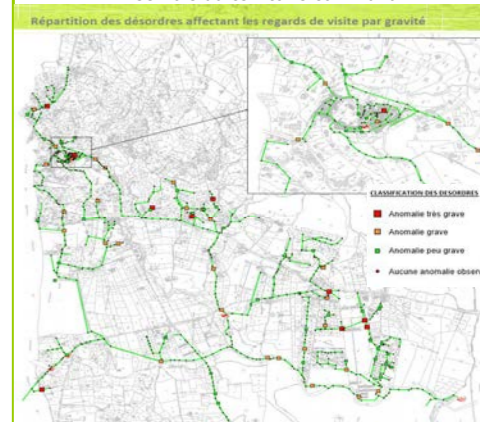 Répartition des désordres affectant les regards de visite par gravité
CLASSIFICATION DES DESORDRES
Anomalie très grave
Anomalie grave
Anomalie peu grave
Aucune anomalie obser